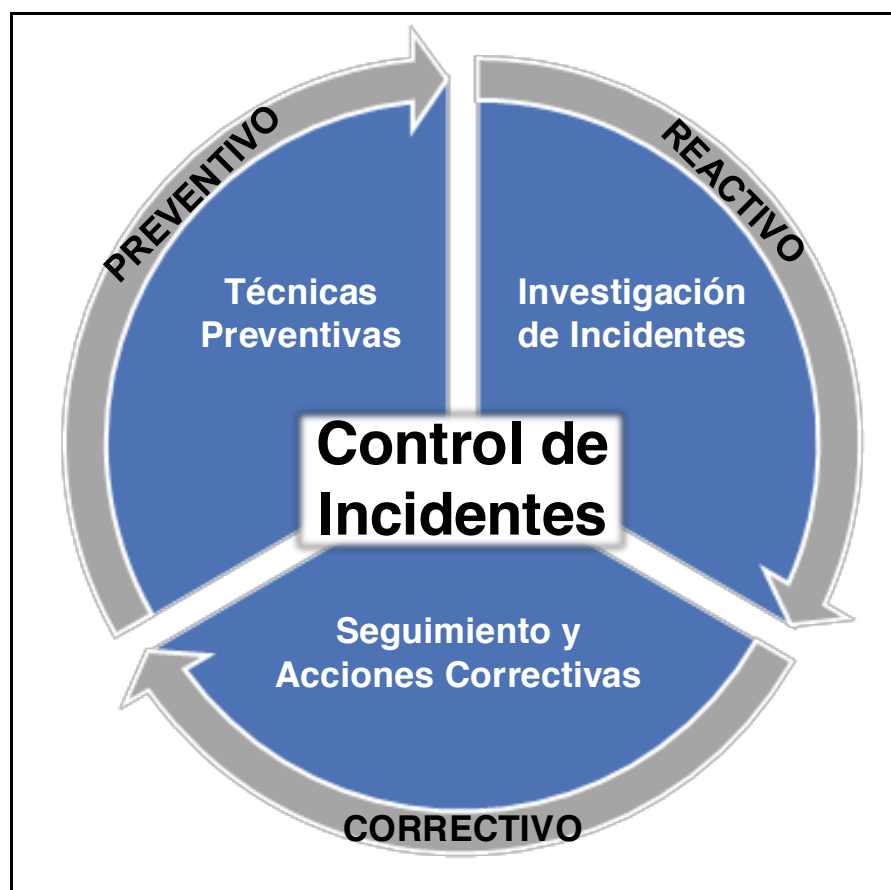 PREVENTIVO
REACTIVO
Técnicas
Preventivas
Investigación
de Incidentes
Control de
Incidentes
Seguimiento y
Acciones Correctivas
CORRECTIVO